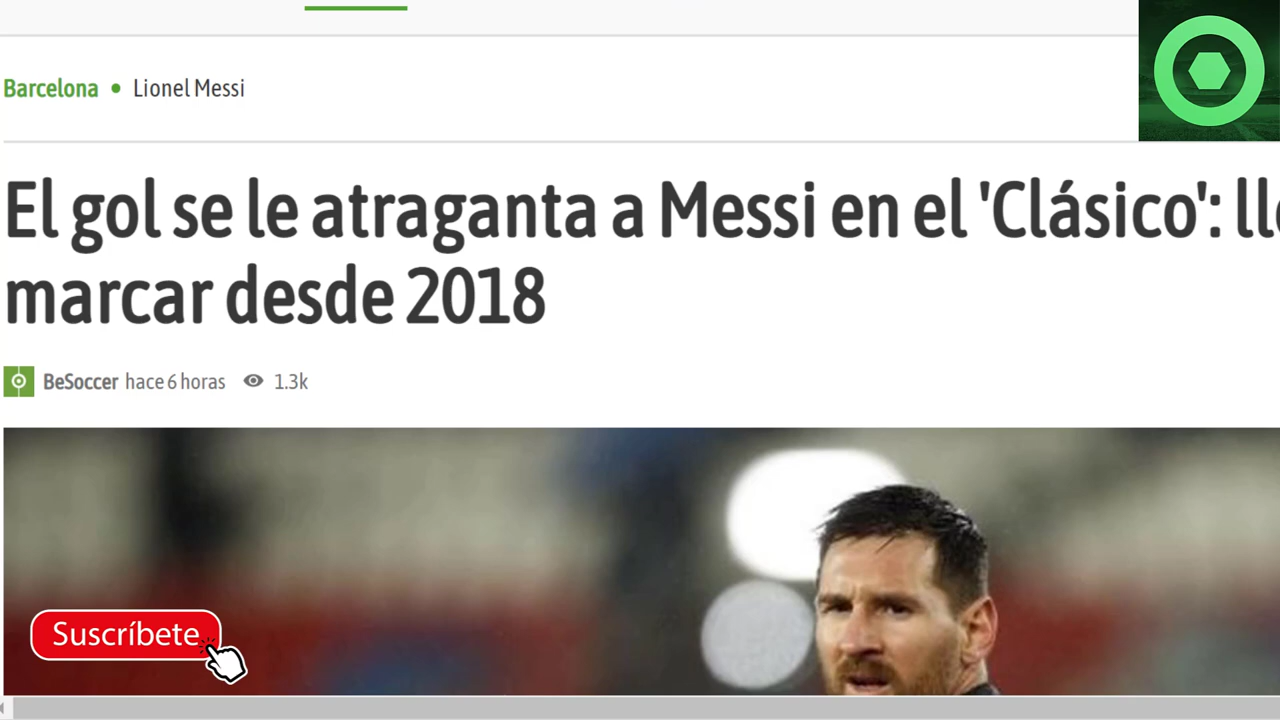 Barcelona • Lionel Messi
El gol se le atraganta a Messi en el 'Clásico':
marcar desde 2018
BeSoccer hace 6 horas 1.3k
Suscríbete